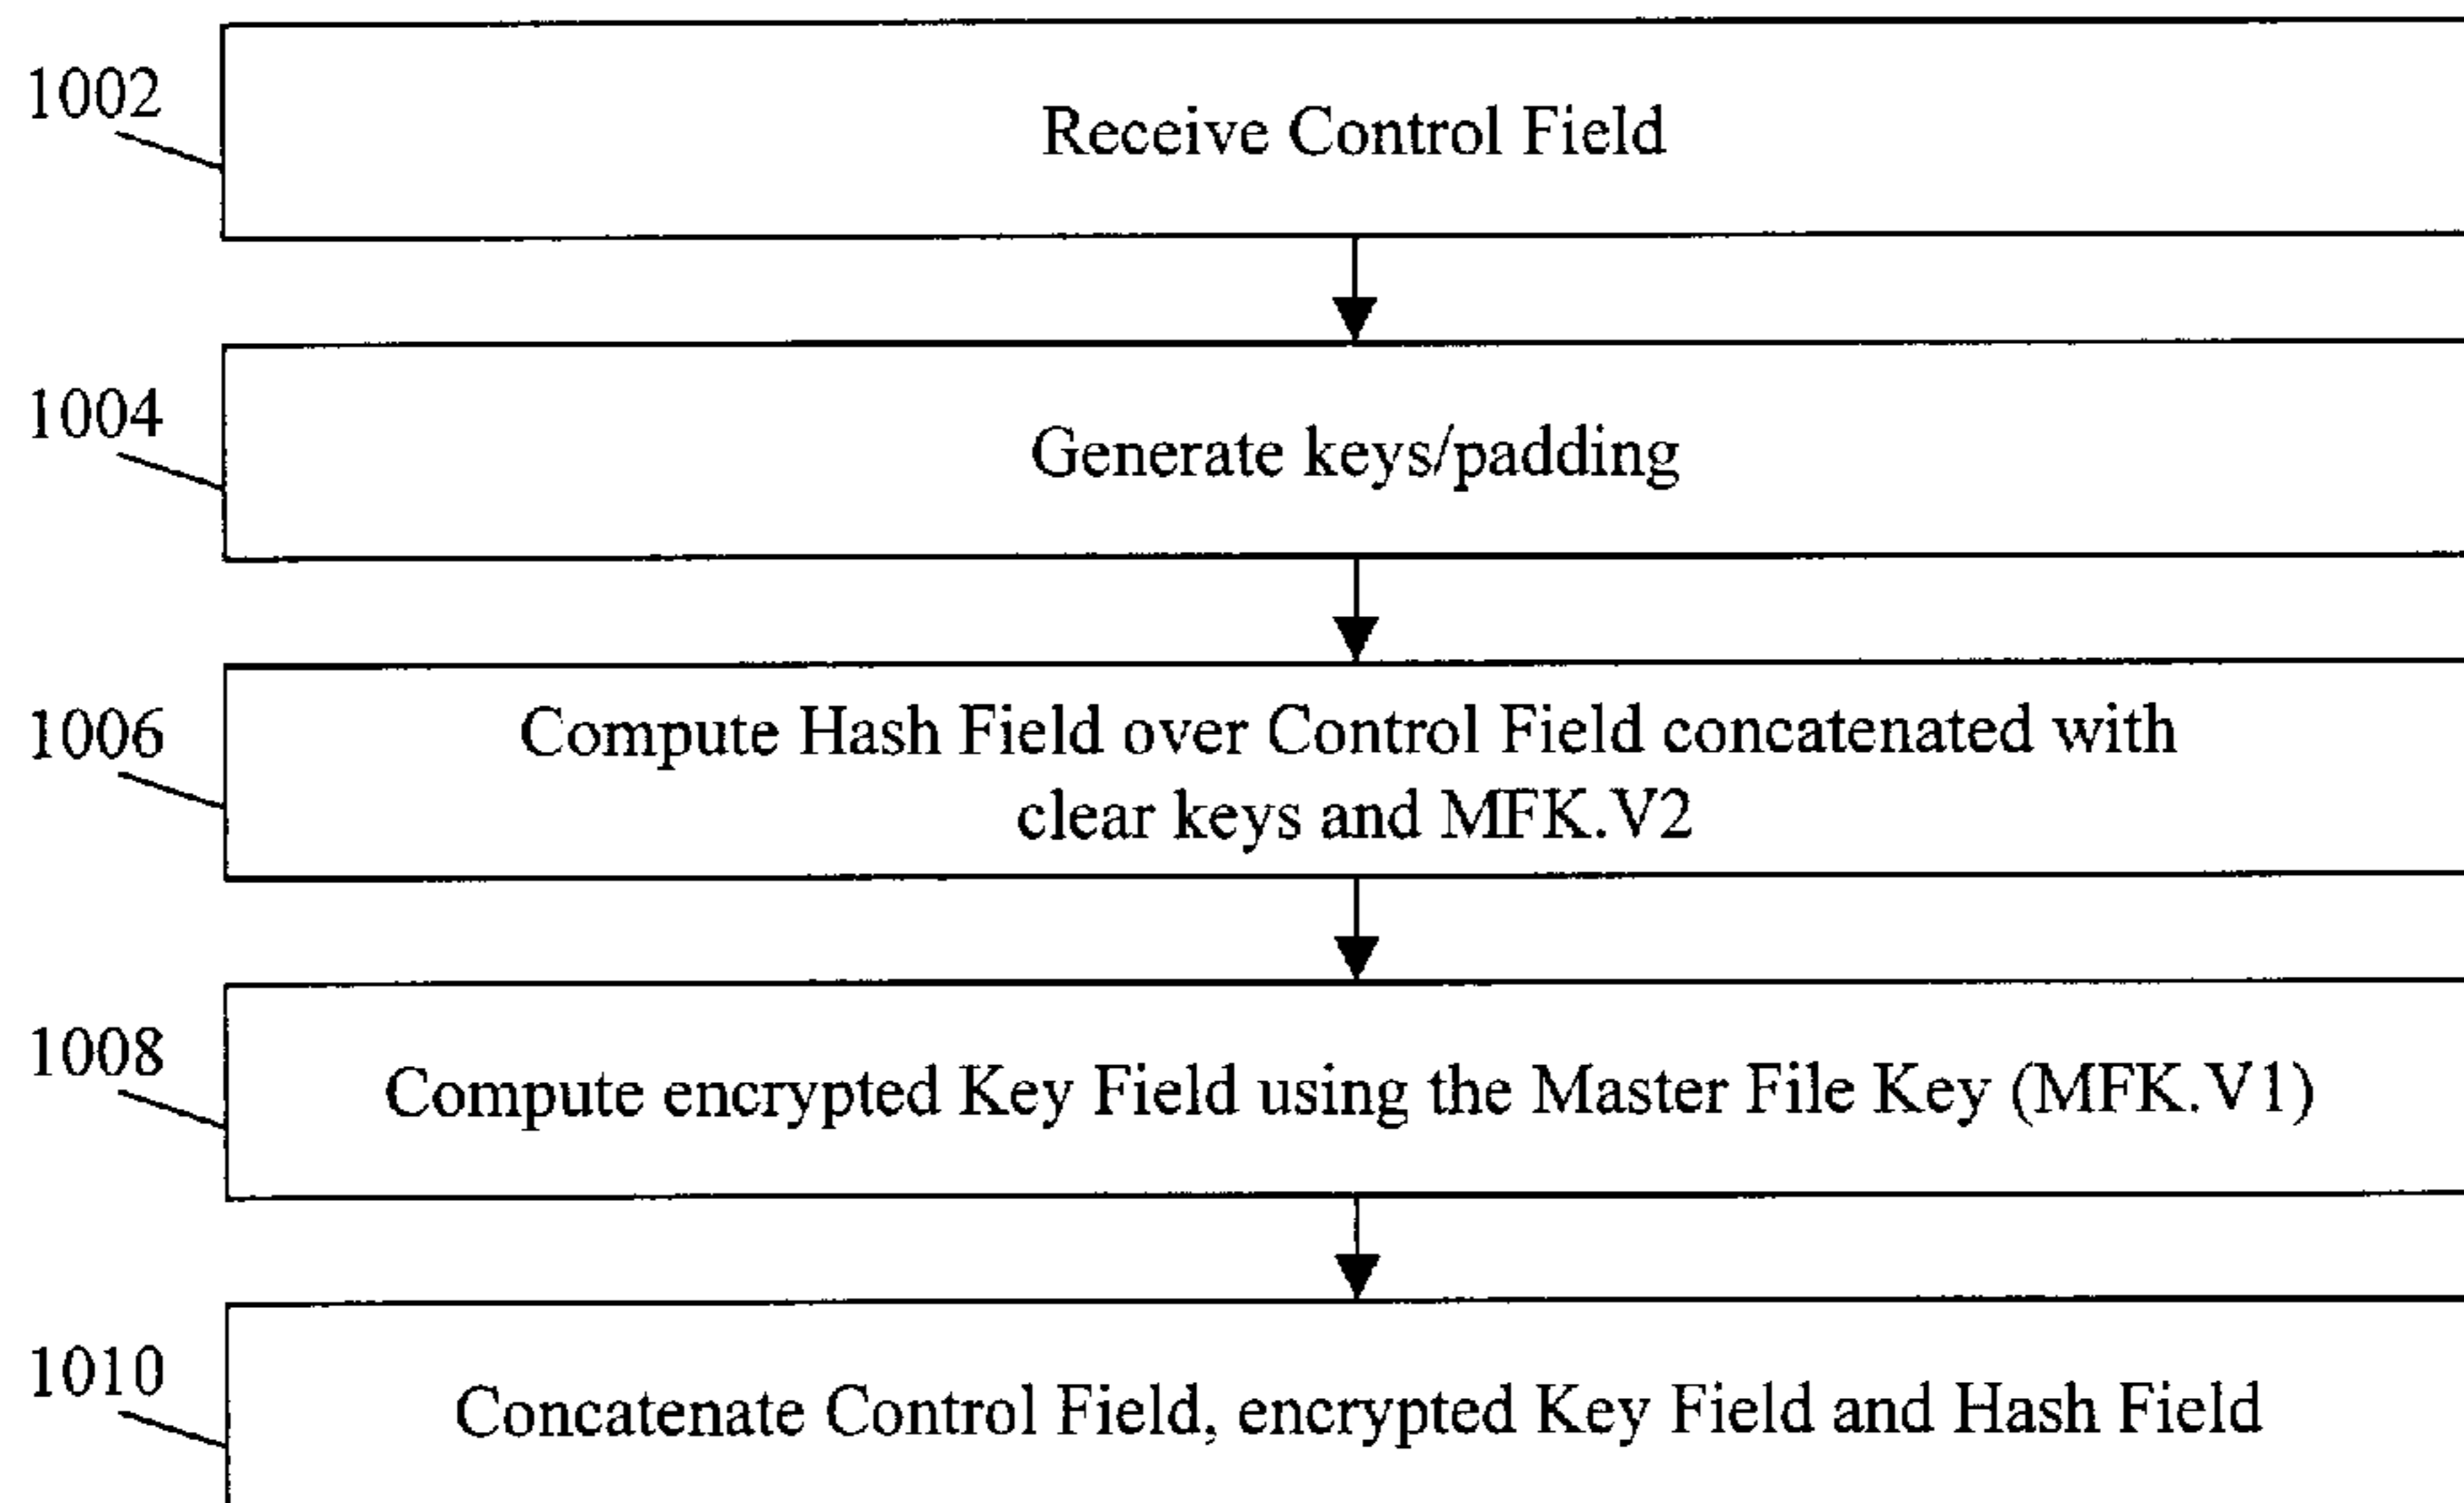 1002
Receive Control Field
1004
Generate keys/padding
1006
Compute Hash Field over Control Field concatenated with
clear keys and MFK.V2
1008
Compute encrypted Key Field using the Master File Key (MFK.V1)
1010
Concatenate Control Field, encrypted Key Field and Hash Field